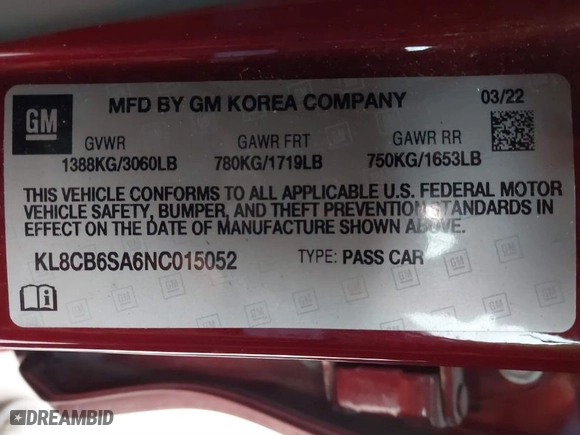 GM
MFD BY GM KOREA COMPANY
03/22
GVWR
1388KG/3060LB
GAWR FRT
780KG/1719LB
GAWR RR
750KG/1653LB
THIS VEHICLE CONFORMS TO ALL APPLICABLE U.S. FEDERAL MOTOR
VEHICLE SAFETY, BUMPER, AND THEFT PREVENTION STANDARDS IN
EFFECT ON THE DATE OF MANUFACTURE SHOWN ABOVE.
KL8CB6SA6NC015052
TYPE: PASS CAR
DREAMBID